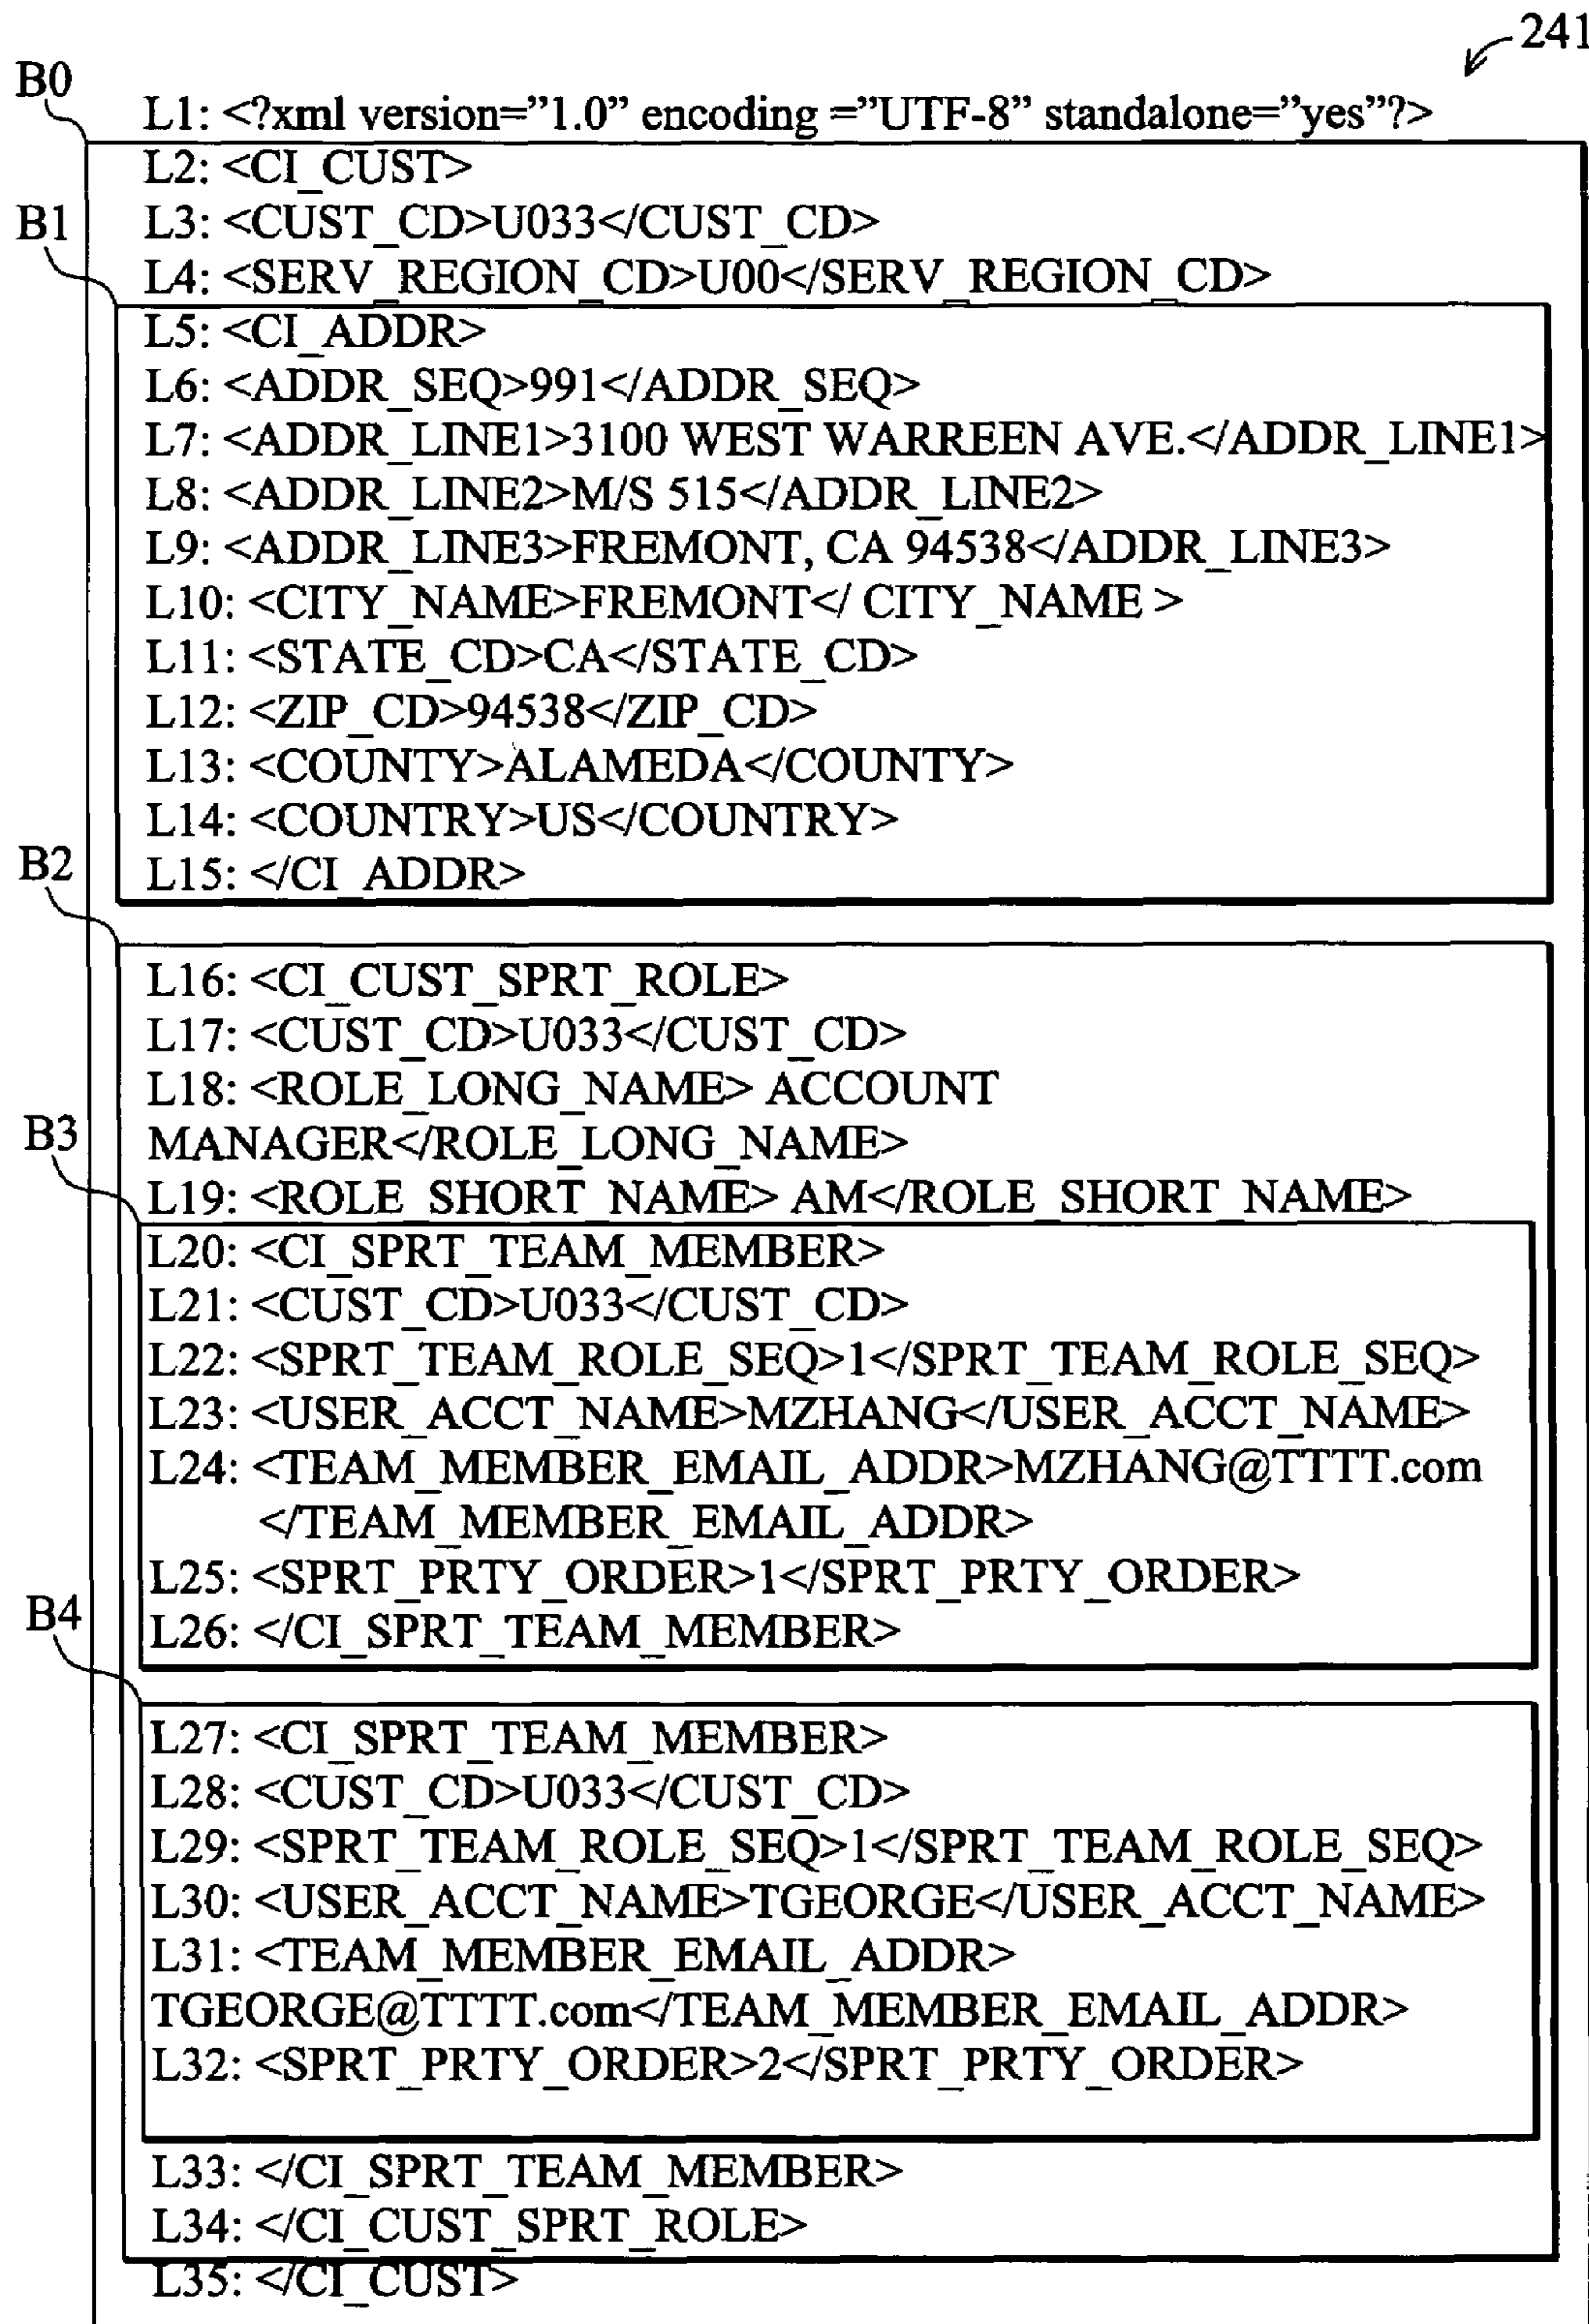 241
B0
L1: <?xml version=”1.0” encoding =”UTF-8” standalone=”yes”?>
L2: <CI_CUST>
B1
L3: <CUST_CD>U033</CUST_CD>
L4: <SERV_REGION_CD>U00</SERV_REGION_CD>
L5: <CI_ADDR>
L6: <ADDR_SEQ>991</ADDR_SEQ>
L7: <ADDR_LINE1>3100 WEST WARREEN AVE.</ADDR_LINE1>
L8: <ADDR_LINE2>M/S 515</ADDR_LINE2>
L9: <ADDR_LINE3>FREMONT, CA 94538</ADDR_LINE3>
L10: <CITY_NAME>FREMONT</ CITY_NAME >
L11: <STATE_CD>CA</STATE_CD>
L12: <ZIP_CD>94538</ZIP_CD>
L13: <COUNTY>ALAMEDA</COUNTY>
L14: <COUNTRY>US</COUNTRY>
B2
L15: </CI_ADDR>
L16: <CI_CUST_SPRT_ROLE>
L17: <CUST_CD>U033</CUST_CD>
L18: <ROLE_LONG_NAME> ACCOUNT
B3
MANAGER</ROLE_LONG_NAME>
L19: <ROLE_SHORT_NAME> AM</ROLE_SHORT_NAME>
L20: <CI_SPRT_TEAM_MEMBER>
L21: <CUST_CD>U033</CUST_CD>
L22: <SPRT_TEAM_ROLE_SEQ>1</SPRT_TEAM_ROLE_SEQ>
L23: <USER_ACCT_NAME>MZHANG</USER_ACCT_NAME>
L24: <TEAM_MEMBER_EMAIL_ADDR>MZHANG@TTTT.com
</TEAM_MEMBER_EMAIL_ADDR>
L25: <SPRT_PRTY_ORDER>1</SPRT_PRTY_ORDER>
B4
L26: </CI_SPRT_TEAM_MEMBER>
L27: <CI_SPRT_TEAM_MEMBER>
L28: <CUST_CD>U033</CUST_CD>
L29: <SPRT_TEAM_ROLE_SEQ>1</SPRT_TEAM_ROLE_SEQ>
L30: <USER_ACCT_NAME>TGEORGE</USER_ACCT_NAME>
L31: <TEAM_MEMBER_EMAIL_ADDR>
TGEORGE@TTTT.com</TEAM_MEMBER_EMAIL_ADDR>
L32: <SPRT_PRTY_ORDER>2</SPRT_PRTY_ORDER>
L33: </CI_SPRT_TEAM_MEMBER>
L34: </CI_CUST_SPRT_ROLE>
L35: </CI_CUST>